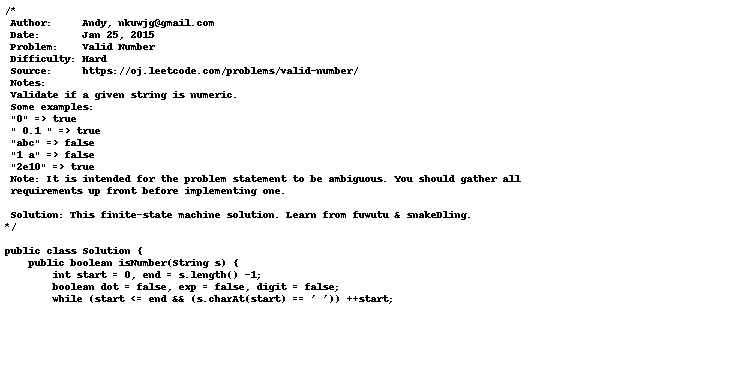 /*
Author: Andy, nkuwjg@gmail.com
Date: Jan 25, 2015
Problem: Valid Number
Difficulty: Hard
Source: https://oj.leetcode.com/problems/valid-number/
Notes:
Validate if a given string is numeric.
Some examples:
"0" => true
" 0.1 " => true
"abc" => false
"1 a" => false
"2e10" => true
Note: It is intended for the problem statement to be ambiguous. You should gather all
requirements up front before implementing one.
Solution: This finite-state machine solution. Learn from fuwutu & snakeDling.
*/
public class Solution {
public boolean isNumber(String s) {
int start = 0, end = s.length() -1;
boolean dot = false, exp = false, digit = false;
while (start <= end && (s.charAt(start) == ' ')) ++start;